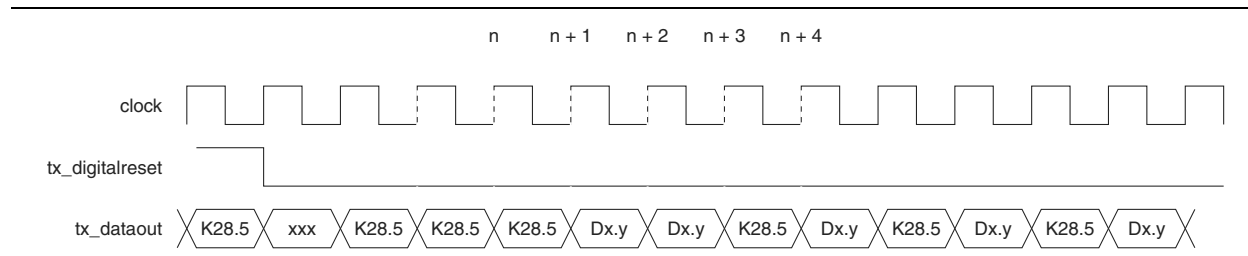 n n + 1 n + 2 n + 3 n + 4
clock
tx_digitalreset
tx_dataout K28.5 xxx K28.5 K28.5 K28.5 Dx.y Dx.y K28.5 Dx.y K28.5 Dx.y K28.5 Dx.y